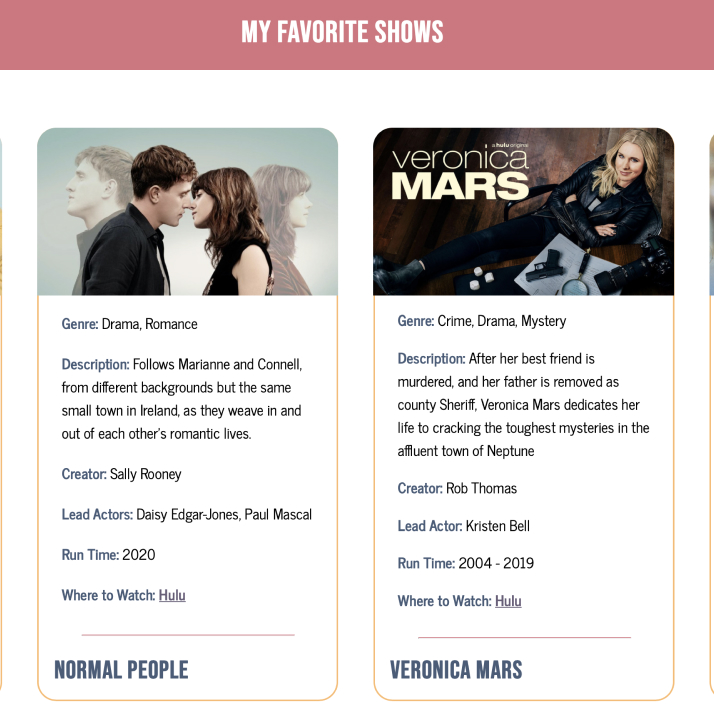 MY FAVORITE SHOWS
Genre: Drama, Romance
Description: Follows Marianne and Connell,
from different backgrounds but the same
small town in Ireland, as they weave in and
out of each other's romantic lives.
Creator: Sally Rooney
Lead Actors: Daisy Edgar-Jones, Paul Mascal
Run Time: 2020
Where to Watch: Hulu
NORMAL PEOPLE
a hulu original
veronica
MARS
Genre: Crime, Drama, Mystery
Description: After her best friend is
murdered, and her father is removed as
county Sheriff, Veronica Mars dedicates her
life to cracking the toughest mysteries in the
affluent town of Neptune
Creator: Rob Thomas
Lead Actor: Kristen Bell
Run Time: 2004 - 2019
Where to Watch: Hulu
VERONICA MARS